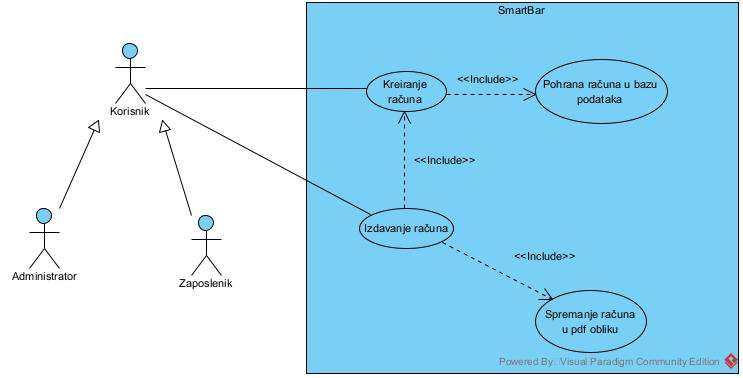 SmartBar
Korisnik
Administrator
Zaposlenik
Kreiranje
računa
<<Include>>
Pohrana računa u bazu
podataka
<<Include>>
Izdavanje računa
<<Include>>
Spremanje računa
u pdf obliku
Powered By: Visual Paradigm Community Edition